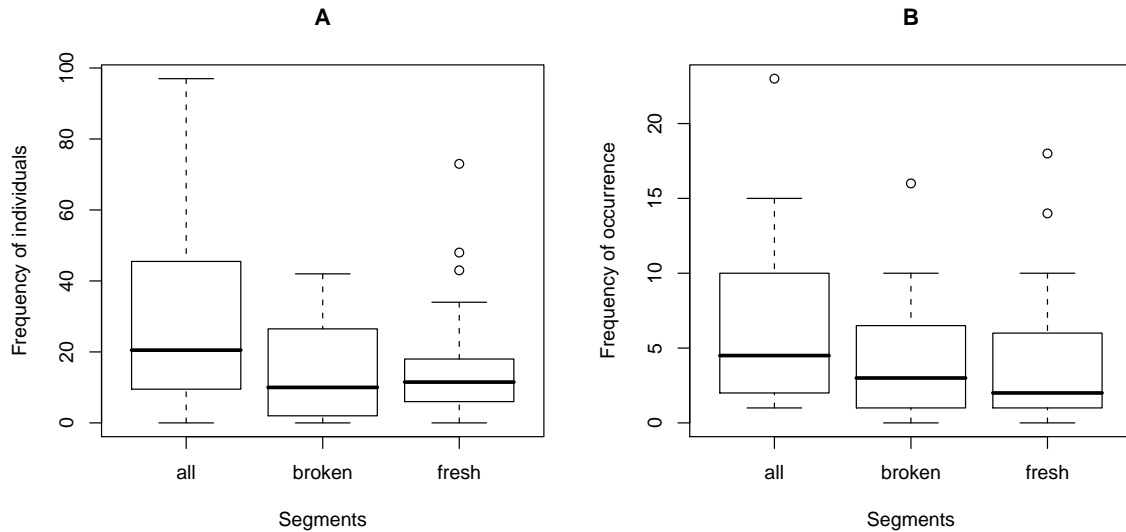 A
Frequency of individuals
100
80
60
40
20
0
all broken fresh
Segments
B
Frequency of occurrence
20
15
10
5
0
all broken fresh
Segments